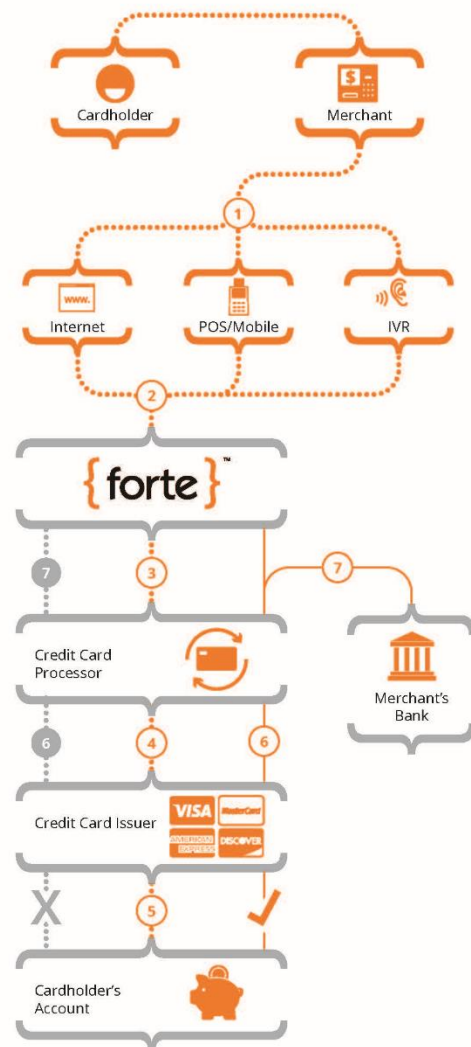 Cardholder
Merchant
$
1
www.
Internet
POS/Mobile
IVR
2
{forte}™
7
3
7
Credit Card
Processor
Merchant's
Bank
6
4
6
Credit Card Issuer
VISA
MasterCard
AMERICAN
EXPRESS
DISCOVER
X
5
Cardholder's
Account